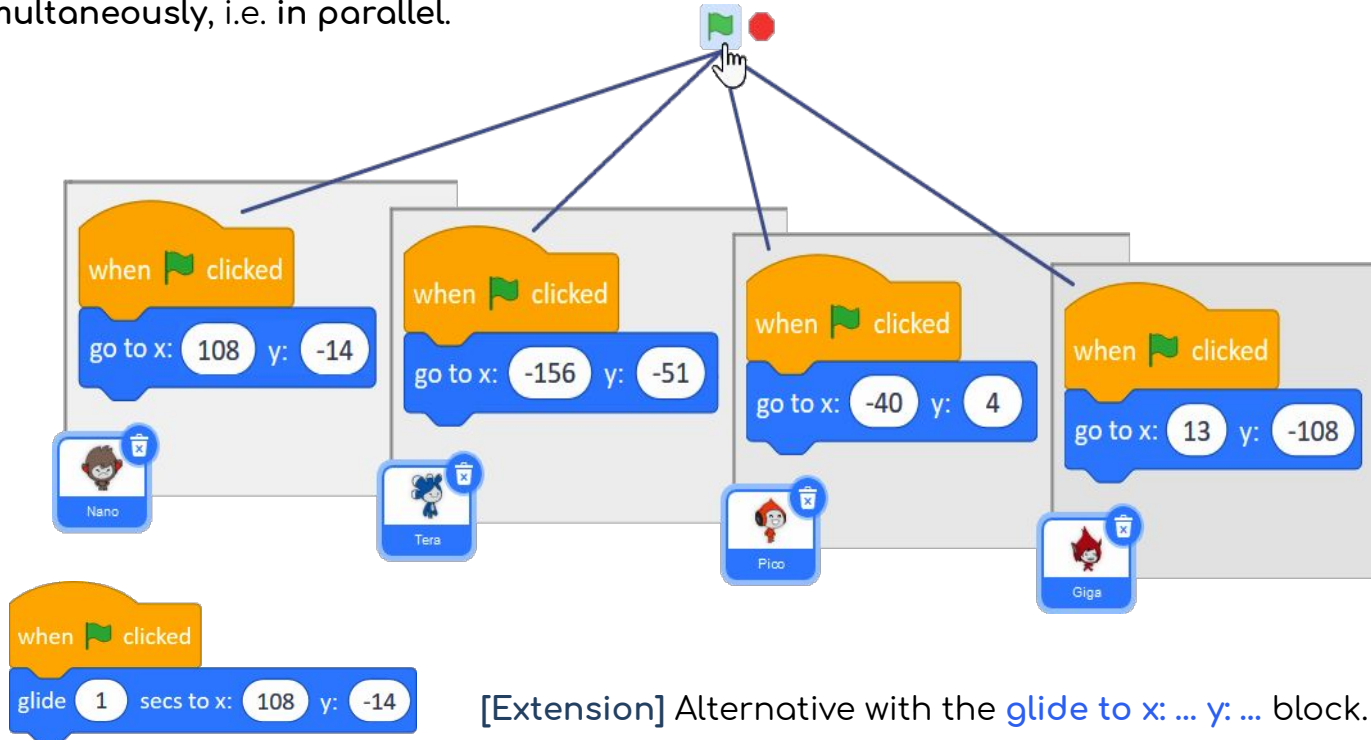 multaneously, i.e. in parallel.
when clicked
go to x: 108 y: -14
Nano
when clicked
go to x: -156 y: -51
Tera
when clicked
go to x: -40 y: 4
Pico
when clicked
go to x: 13 y: -108
Giga
when clicked
glide 1 secs to x: 108 y: -14
[Extension] Alternative with the glide to x: ... y: ... block.